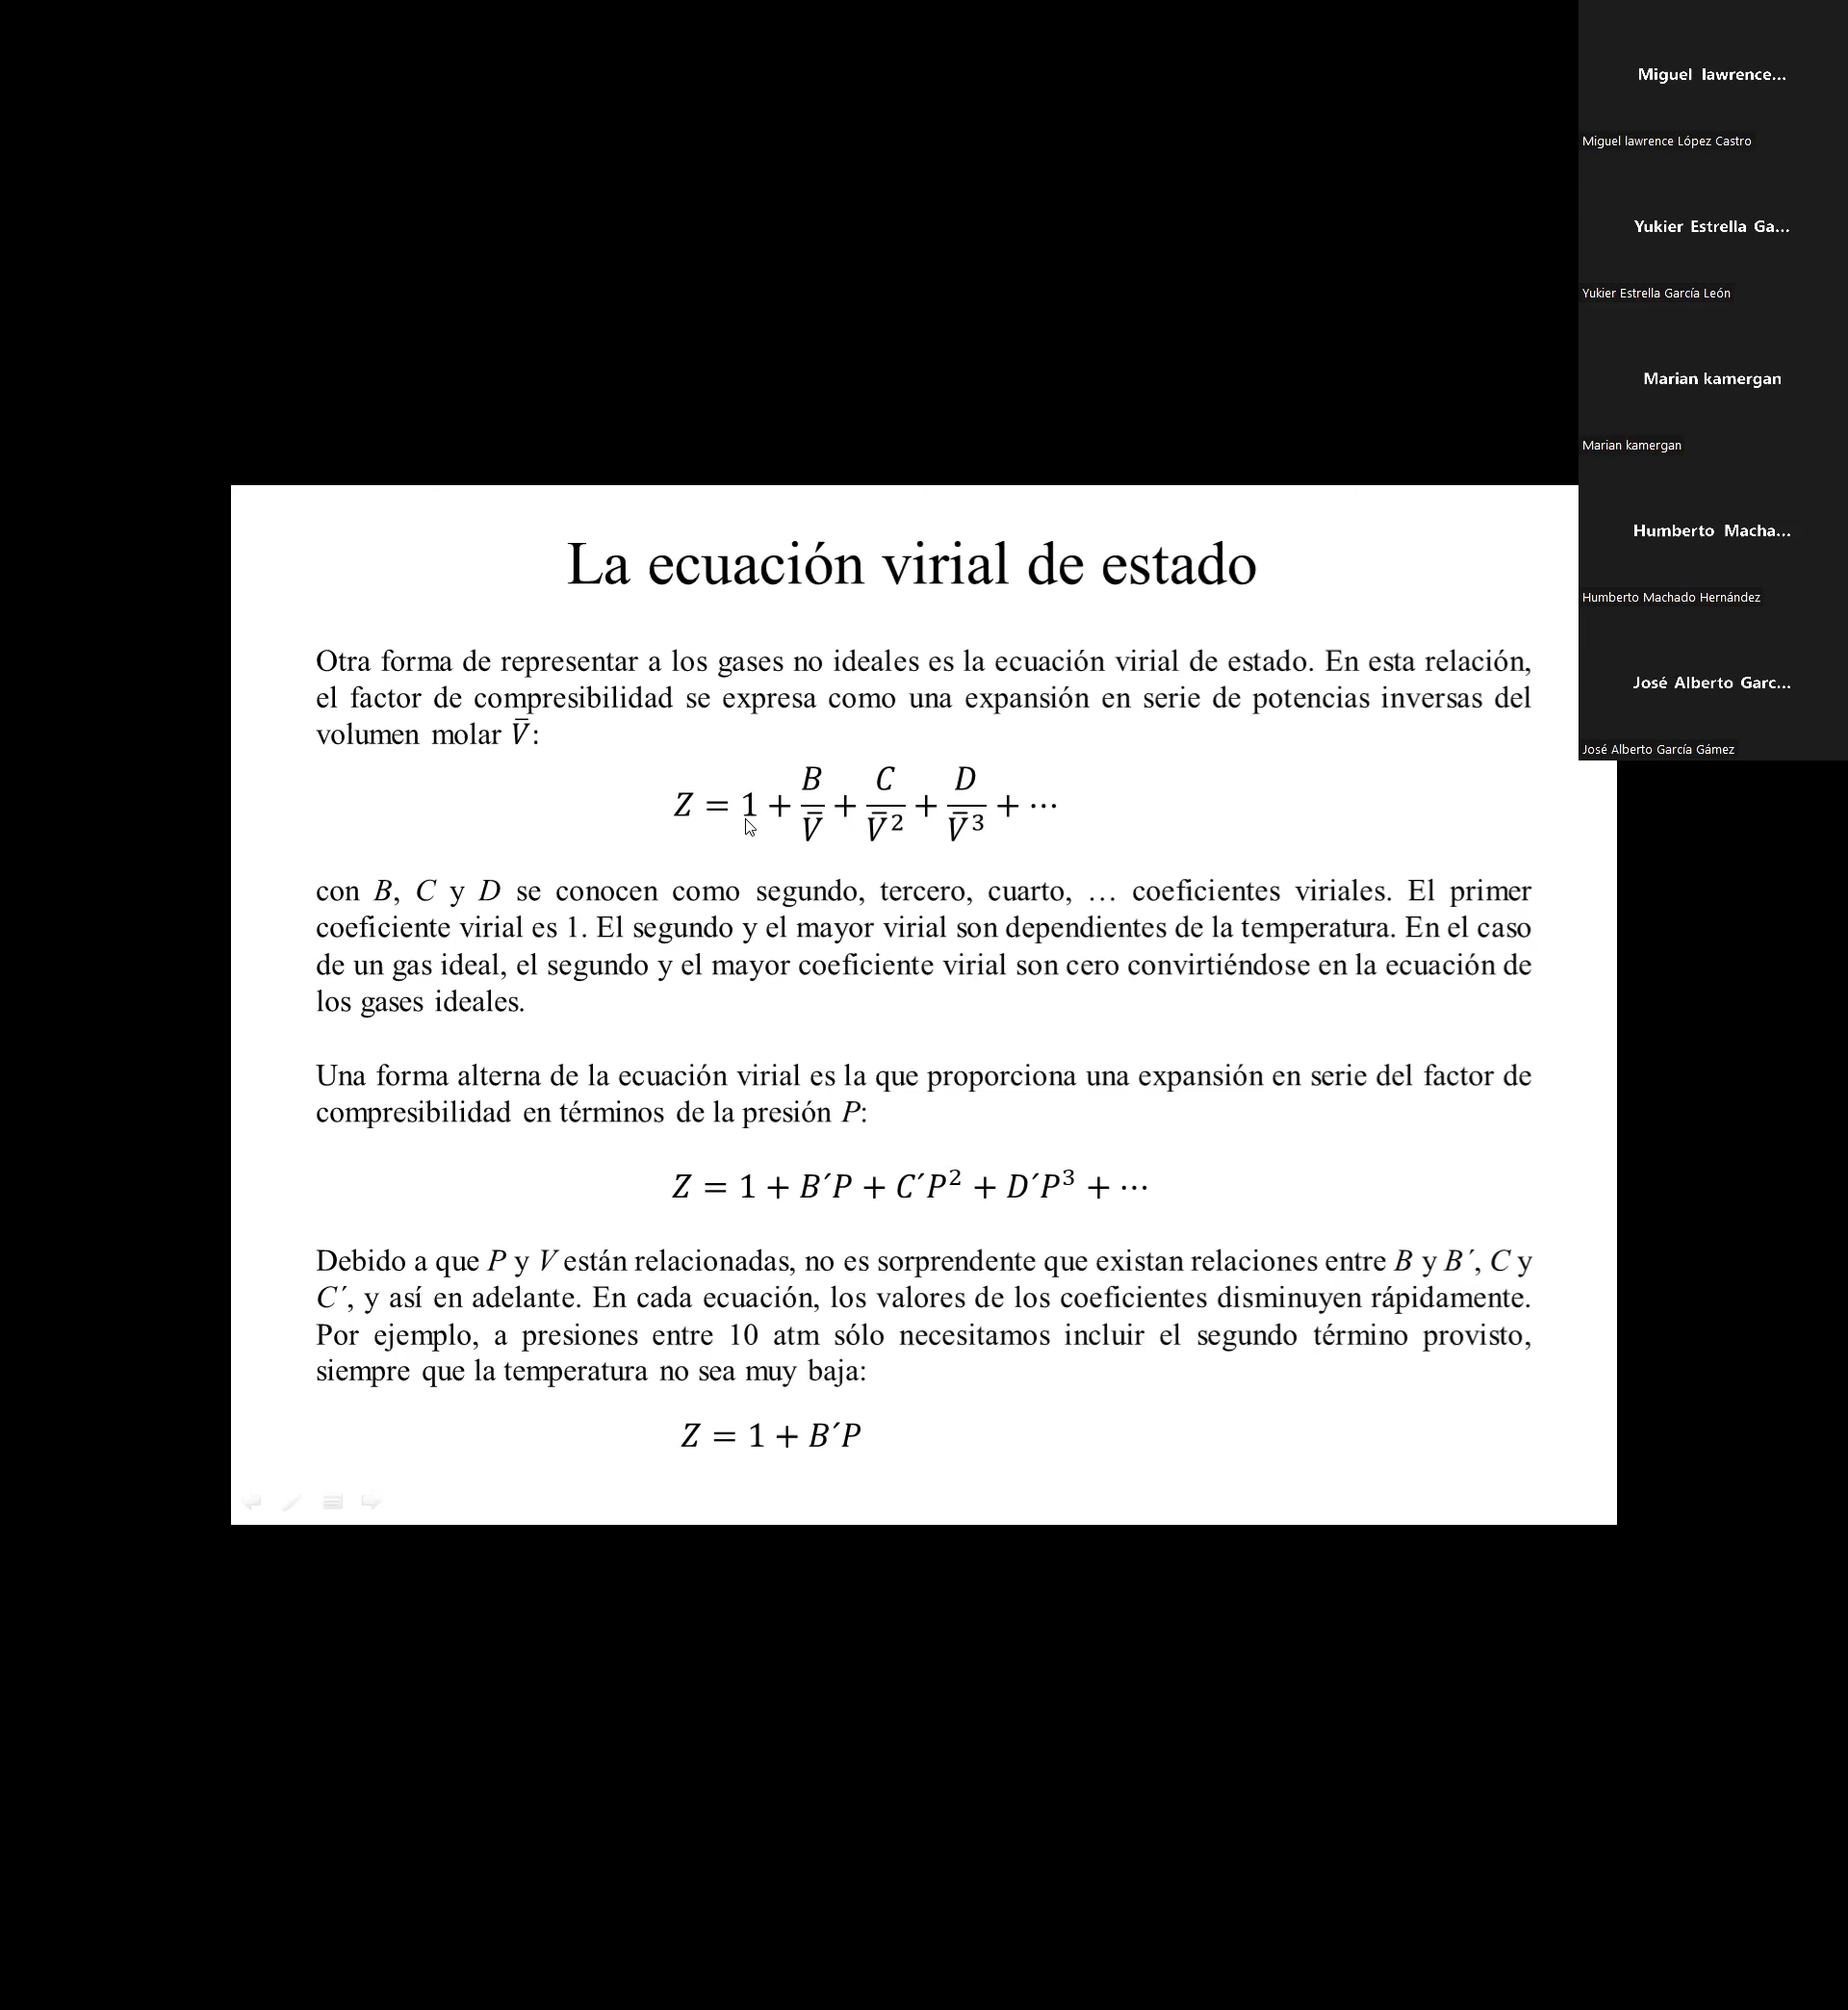 Miguel lawrence...
Miguel lawrence López Castro
Yukier Estrella Ga...
Yukier Estrella García León
Marian kamergan
Marian kamergan
Humberto Macha...
Humberto Machado Hernández
José Alberto Garc...
José Alberto García Gámez
La ecuación virial de estado
Otra forma de representar a los gases no ideales es la ecuación virial de estado. En esta relación,
el factor de compresibilidad se expresa como una expansión en serie de potencias inversas del
volumen molar V̅:
Z = 1 + B/V̅ + C/V̅² + D/V̅³ + ⋯
con B, C y D se conocen como segundo, tercero, cuarto, … coeficientes viriales. El primer
coeficiente virial es 1. El segundo y el mayor virial son dependientes de la temperatura. En el caso
de un gas ideal, el segundo y el mayor coeficiente virial son cero convirtiéndose en la ecuación de
los gases ideales.
Una forma alterna de la ecuación virial es la que proporciona una expansión en serie del factor de
compresibilidad en términos de la presión P:
Z = 1 + B´P + C´P² + D´P³ + ⋯
Debido a que P y V están relacionadas, no es sorprendente que existan relaciones entre B y B´, C y
C´, y así en adelante. En cada ecuación, los valores de los coeficientes disminuyen rápidamente.
Por ejemplo, a presiones entre 10 atm sólo necesitamos incluir el segundo término provisto,
siempre que la temperatura no sea muy baja:
Z = 1 + B´P